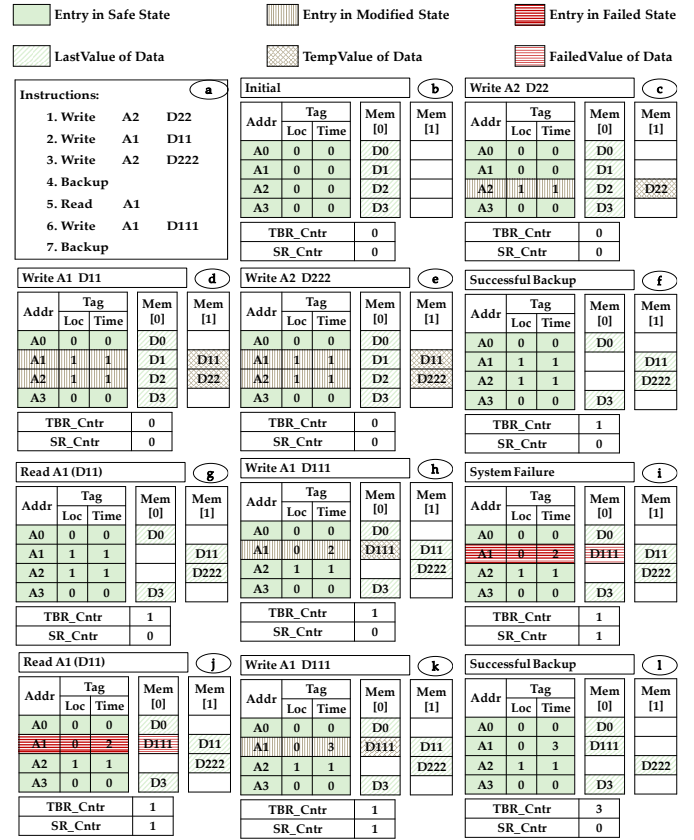 Entry in Safe State Entry in Modified State Entry in Failed State
LastValue of Data TempValue of Data FailedValue of Data
Instructions: a
1. Write A2 D22
2. Write A1 D11
3. Write A2 D222
4. Backup
5. Read A1
6. Write A1 D111
7. Backup
Initial b
Addr Tag Mem [0] Mem [1]
Loc Time
A0 0 0 D0
A1 0 0 D1
A2 0 0 D2
A3 0 0 D3
TBR_Cntr 0
SR_Cntr 0
Write A2 D22 c
Addr Tag Mem [0] Mem [1]
Loc Time
A0 0 0 D0
A1 0 0 D1
A2 1 1 D2 D22
A3 0 0 D3
TBR_Cntr 0
SR_Cntr 0
Write A1 D11 d
Addr Tag Mem [0] Mem [1]
Loc Time
A0 0 0 D0
A1 1 1 D1 D11
A2 1 1 D2 D22
A3 0 0 D3
TBR_Cntr 0
SR_Cntr 0
Write A2 D222 e
Addr Tag Mem [0] Mem [1]
Loc Time
A0 0 0 D0
A1 1 1 D1 D11
A2 1 1 D2 D222
A3 0 0 D3
TBR_Cntr 0
SR_Cntr 0
Successful Backup f
Addr Tag Mem [0] Mem [1]
Loc Time
A0 0 0 D0
A1 1 1 D11
A2 1 1 D222
A3 0 0 D3
TBR_Cntr 1
SR_Cntr 0
Read A1 (D11) g
Addr Tag Mem [0] Mem [1]
Loc Time
A0 0 0 D0
A1 1 1 D11
A2 1 1 D222
A3 0 0 D3
TBR_Cntr 1
SR_Cntr 0
Write A1 D111 h
Addr Tag Mem [0] Mem [1]
Loc Time
A0 0 0 D0
A1 0 2 D111 D11
A2 1 1 D222
A3 0 0 D3
TBR_Cntr 1
SR_Cntr 0
System Failure i
Addr Tag Mem [0] Mem [1]
Loc Time
A0 0 0 D0
A1 0 2 D111 D11
A2 1 1 D222
A3 0 0 D3
TBR_Cntr 1
SR_Cntr 1
Read A1 (D11) j
Addr Tag Mem [0] Mem [1]
Loc Time
A0 0 0 D0
A1 0 2 D111 D11
A2 1 1 D222
A3 0 0 D3
TBR_Cntr 1
SR_Cntr 1
Write A1 D111 k
Addr Tag Mem [0] Mem [1]
Loc Time
A0 0 0 D0
A1 0 3 D111 D11
A2 1 1 D222
A3 0 0 D3
TBR_Cntr 1
SR_Cntr 1
Successful Backup l
Addr Tag Mem [0] Mem [1]
Loc Time
A0 0 0 D0
A1 0 3 D111
A2 1 1 D222
A3 0 0 D3
TBR_Cntr 3
SR_Cntr 0